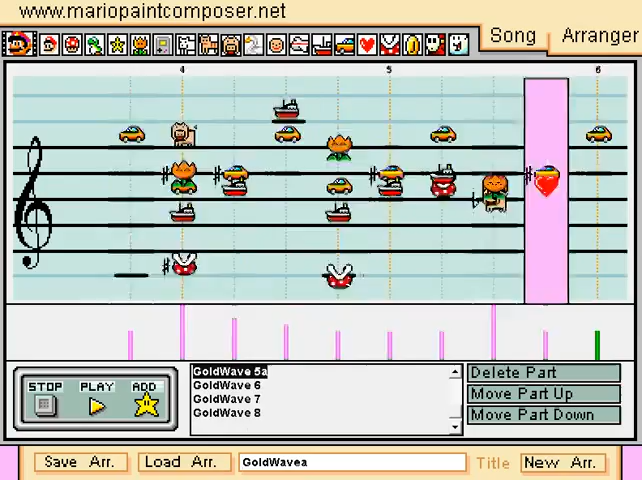 www.mariopaintcomposer.net
Song Arranger
4 5 6
STOP PLAY ADD
GoldWave 5a
GoldWave 6
GoldWave 7
GoldWave 8
Delete Part
Move Part Up
Move Part Down
Save Arr. Load Arr. GoldWavea Title New Arr.